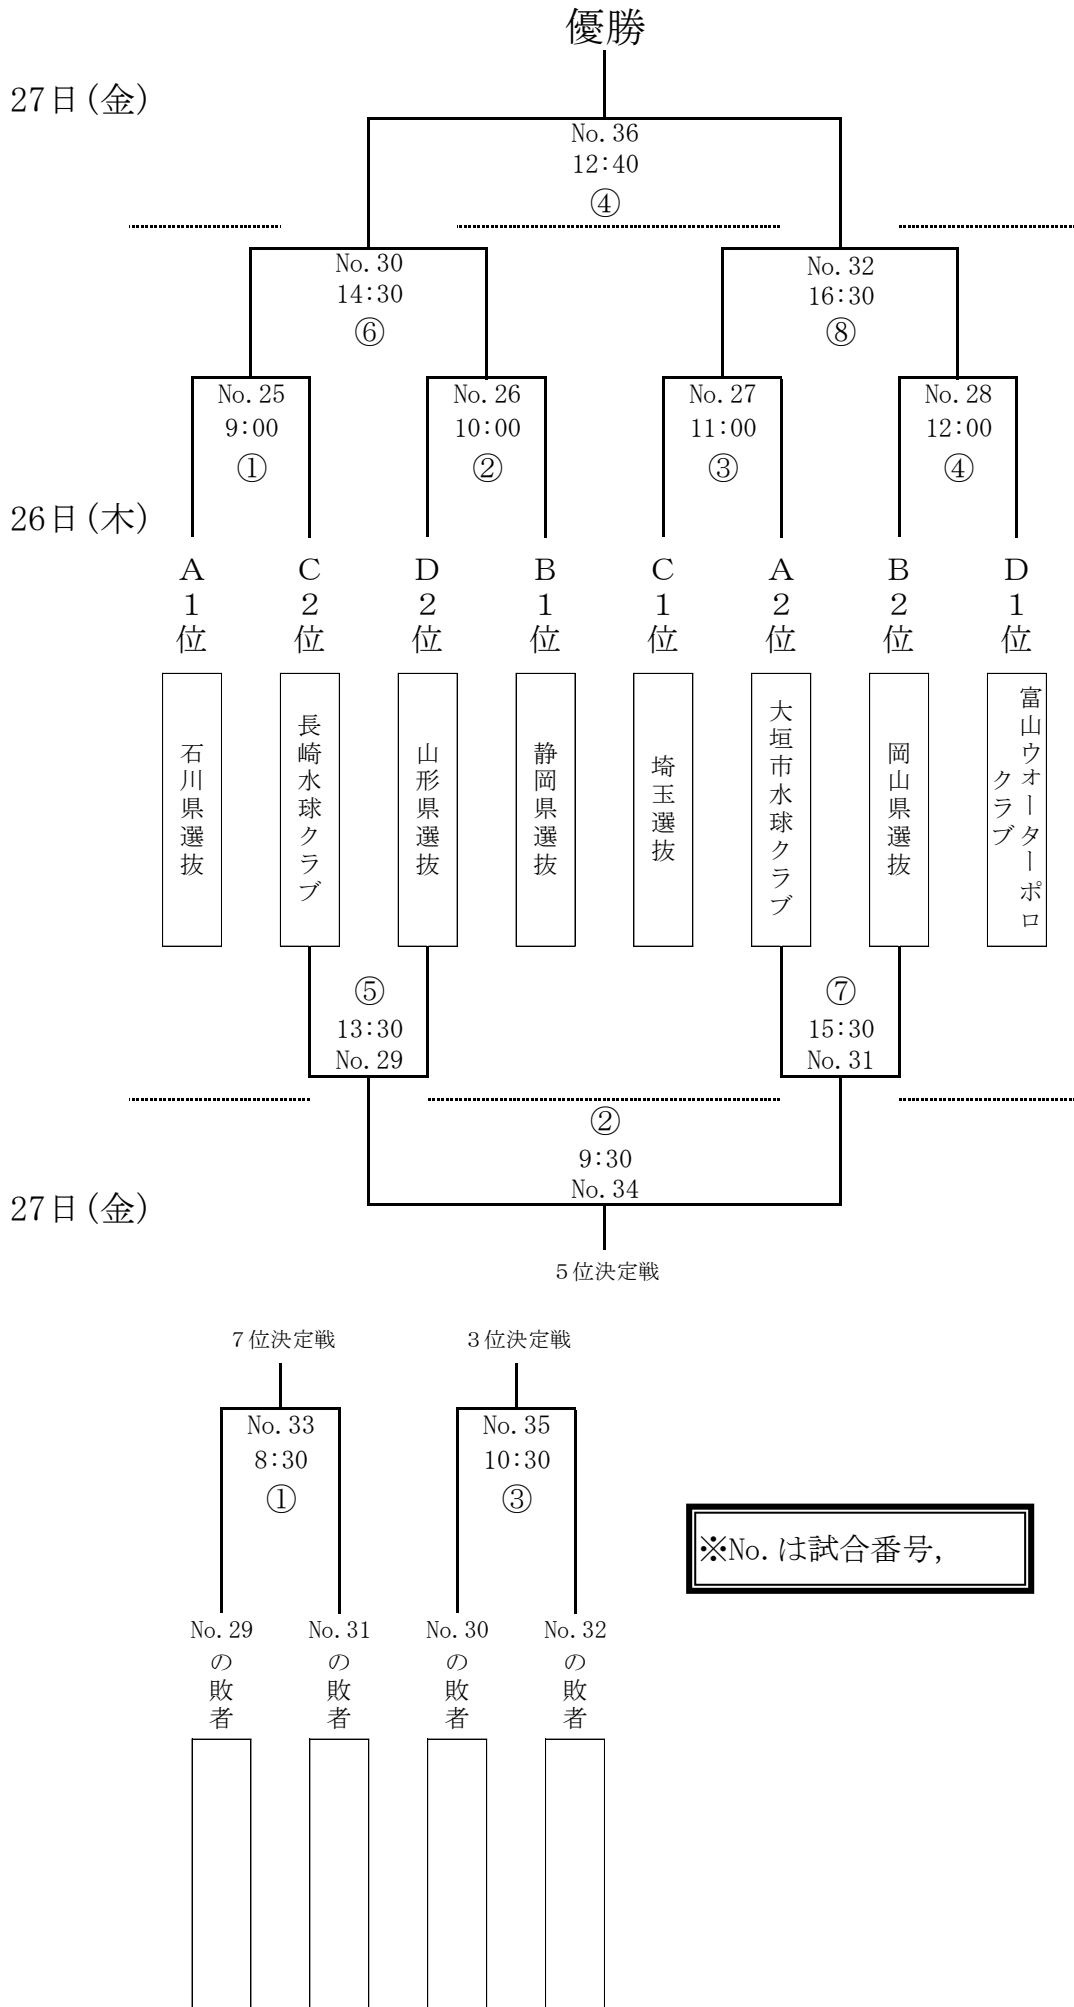 優勝
27日(金)
No.36
12:40
④
No.30
14:30
⑥
No.32
16:30
⑧
No.25
9:00
①
No.26
10:00
②
No.27
11:00
③
No.28
12:00
④
26日(木)
A1位
C2位
D2位
B1位
C1位
A2位
B2位
D1位
石川県選抜
長崎水球クラブ
山形県選抜
静岡県選抜
埼玉選抜
大垣市水球クラブ
岡山県選抜
富山ウオーターポロ
クラブ
⑤
13:30
No.29
⑦
15:30
No.31
②
9:30
No.34
27日(金)
5位決定戦
7位決定戦
3位決定戦
No.33
8:30
①
No.35
10:30
③
※No.は試合番号,
No.29
の敗者
No.31
の敗者
No.30
の敗者
No.32
の敗者